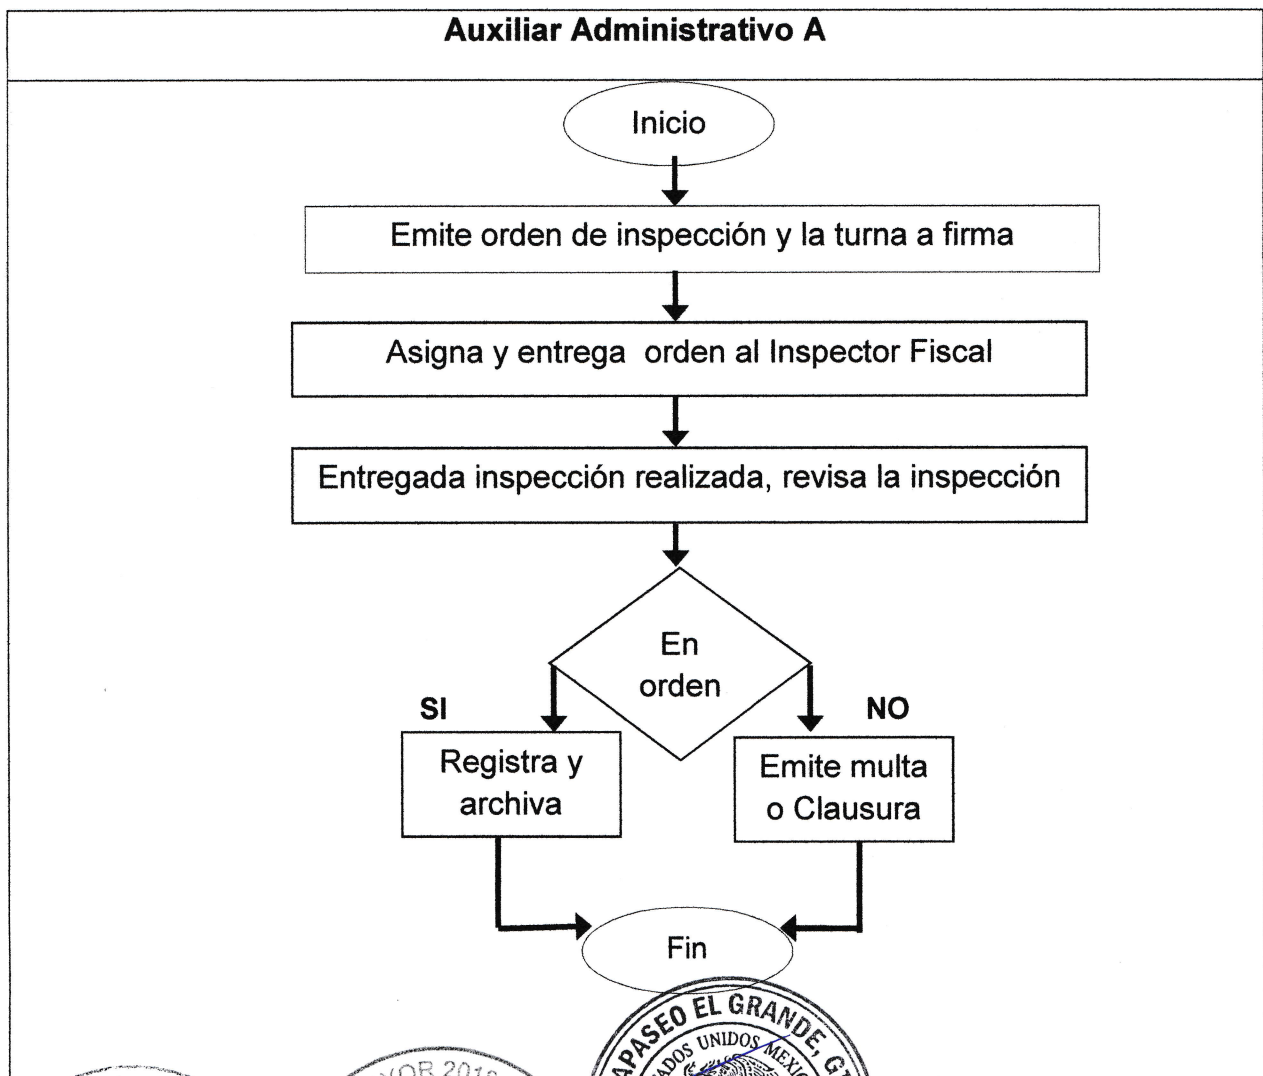 Auxiliar Administrativo A
Inicio
Emite orden de inspección y la turna a firma
Asigna y entrega orden al Inspector Fiscal
Entregada inspección realizada, revisa la inspección
En
orden
SI
NO
Registra y
archiva
Emite multa
o Clausura
Fin
EL GRANDE,
UNIDOS